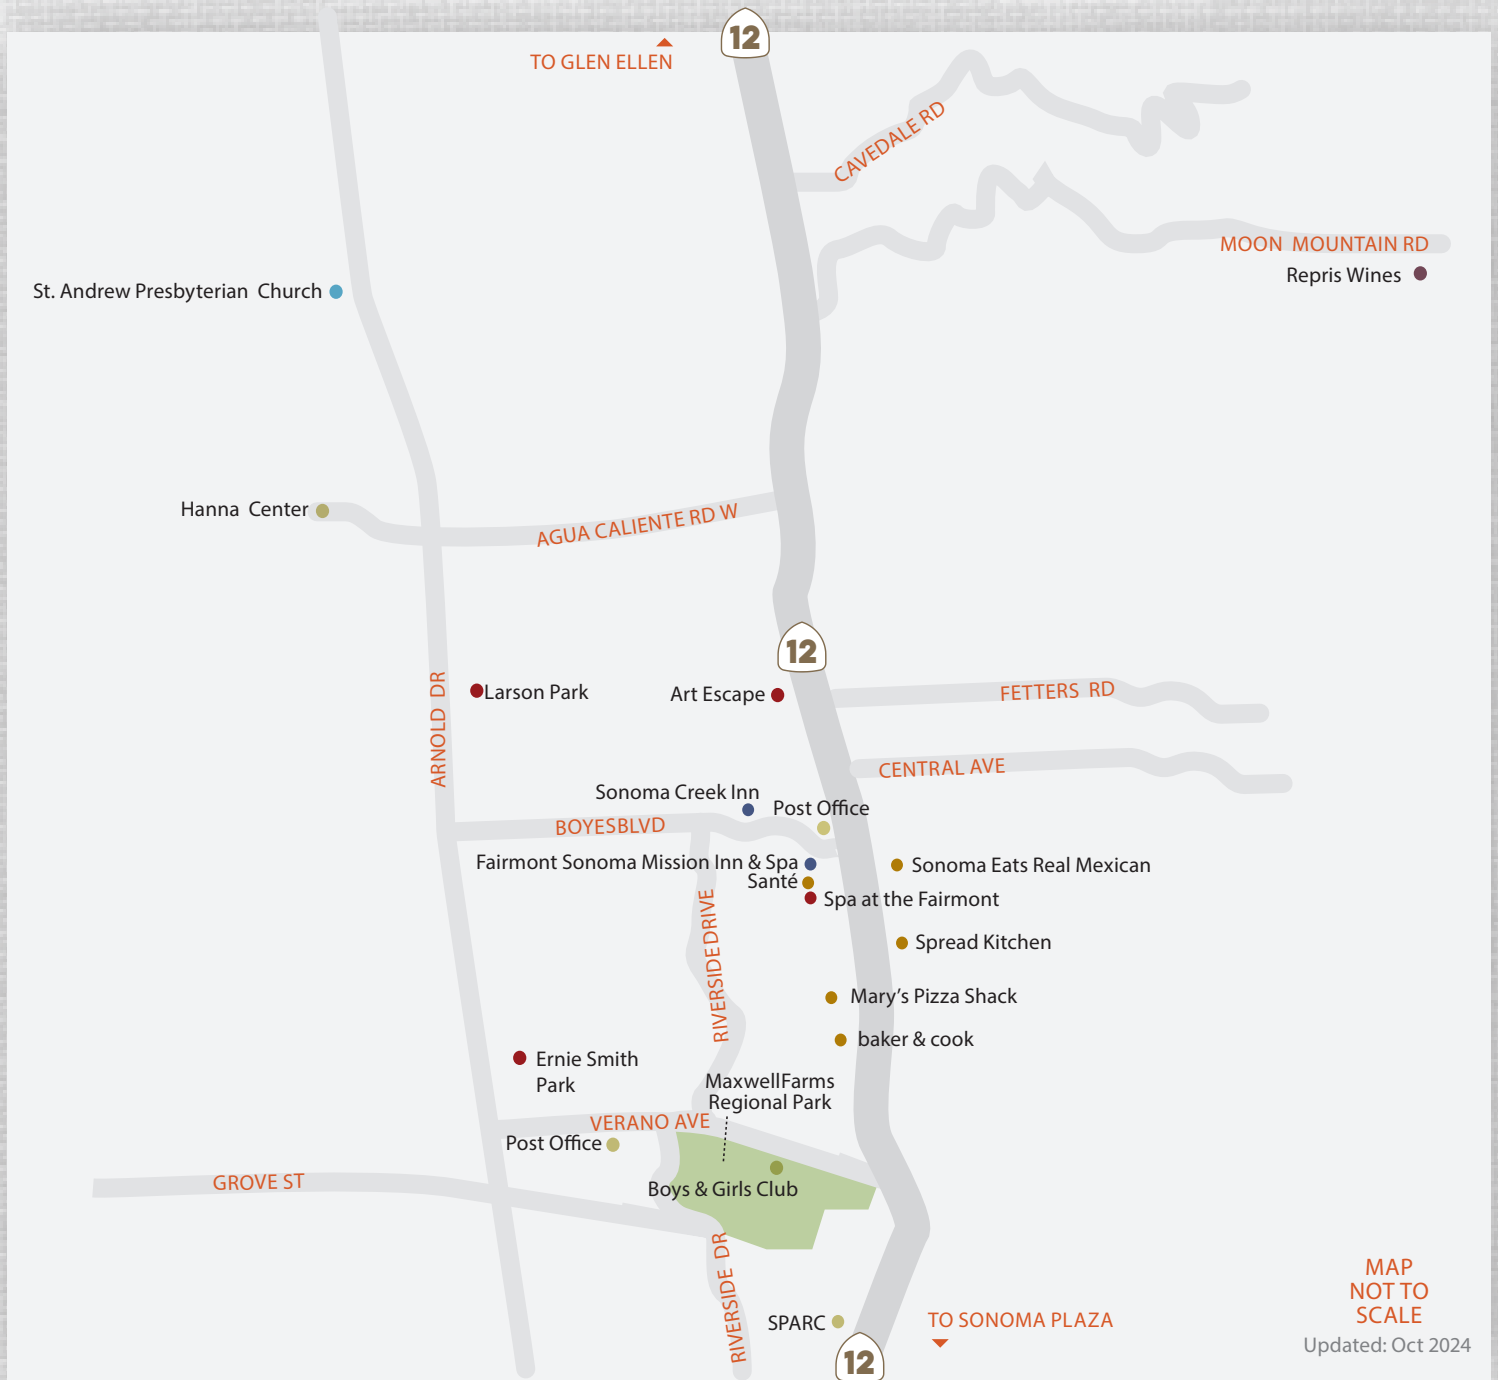 12
TO GLEN ELLEN
CAVEDALE RD
MOON MOUNTAIN RD
Repris Wines
St. Andrew Presbyterian Church
Hanna Center
AGUA CALIENTE RD W
12
ARNOLD DR
Larson Park
Art Escape
FETTERS RD
CENTRAL AVE
Sonoma Creek Inn
Post Office
BOYESBLVD
Fairmont Sonoma Mission Inn & Spa
Sonoma Eats Real Mexican
Santé
Spa at the Fairmont
RIVERSIDE DRIVE
Spread Kitchen
Mary's Pizza Shack
baker & cook
Ernie Smith
Park
MaxwellFarms
Regional Park
VERANO AVE
Post Office
GROVE ST
Boys & Girls Club
RIVERSIDE DR
SPARC
TO SONOMA PLAZA
12
MAP
NOT TO
SCALE
Updated: Oct 2024